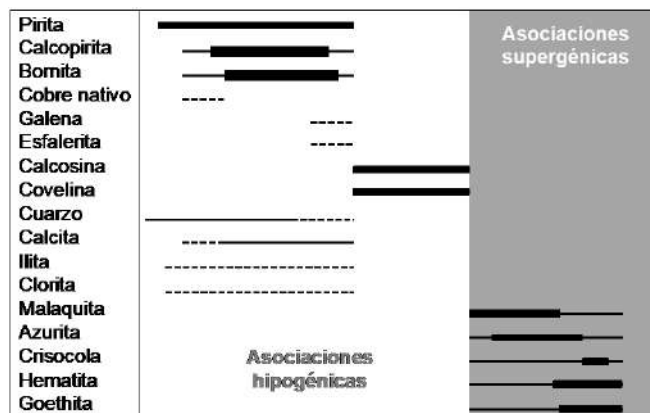 Pirita
Calcopirita
Bornita
Cobre nativo
Galena
Esfalerita
Calcosina
Covelina
Cuarzo
Calcita
Illita
Clorita
Malaquita
Azurita
Crisocola
Hematita
Goethita
Asociaciones
supergénicas
Asociaciones
hipogénicas